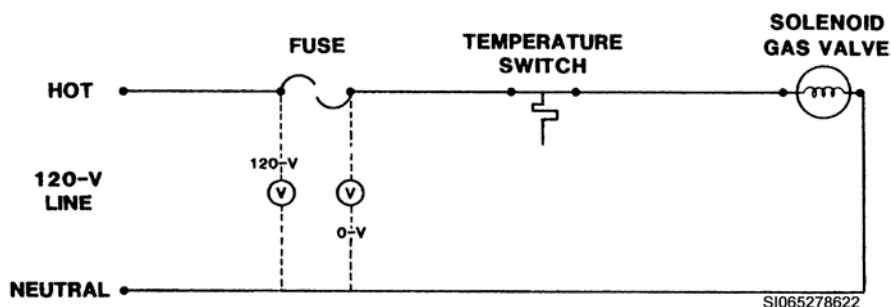 SOLENOID
GAS VALVE
FUSE
TEMPERATURE
SWITCH
HOT
120-V
V
V
120-V
LINE
0-V
NEUTRAL
SI065278622